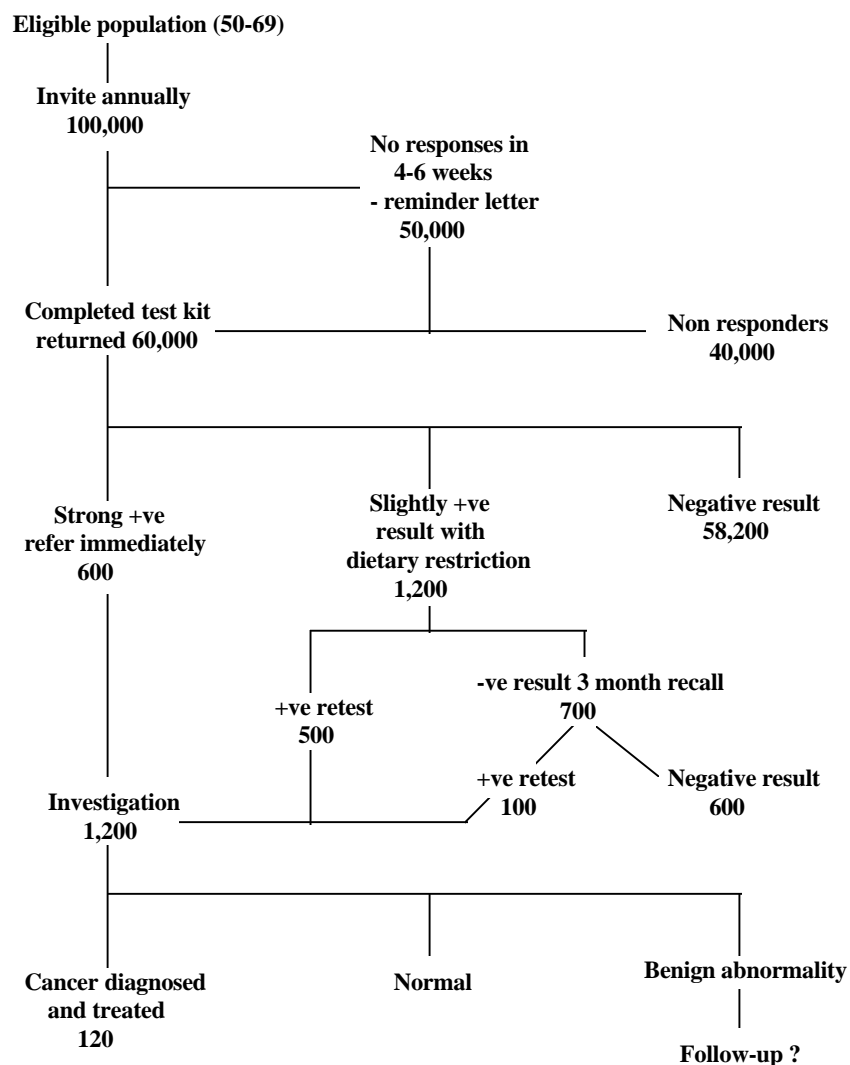 Eligible population (50-69)
Invite annually
100,000
No responses in
4-6 weeks
- reminder letter
50,000
Completed test kit
returned 60,000
Non responders
40,000
Strong +ve
refer immediately
600
Slightly +ve
result with
dietary restriction
1,200
Negative result
58,200
+ve retest
500
-ve result 3 month recall
700
+ve retest
100
Negative result
600
Investigation
1,200
Cancer diagnosed
and treated
120
Normal
Benign abnormality
Follow-up ?